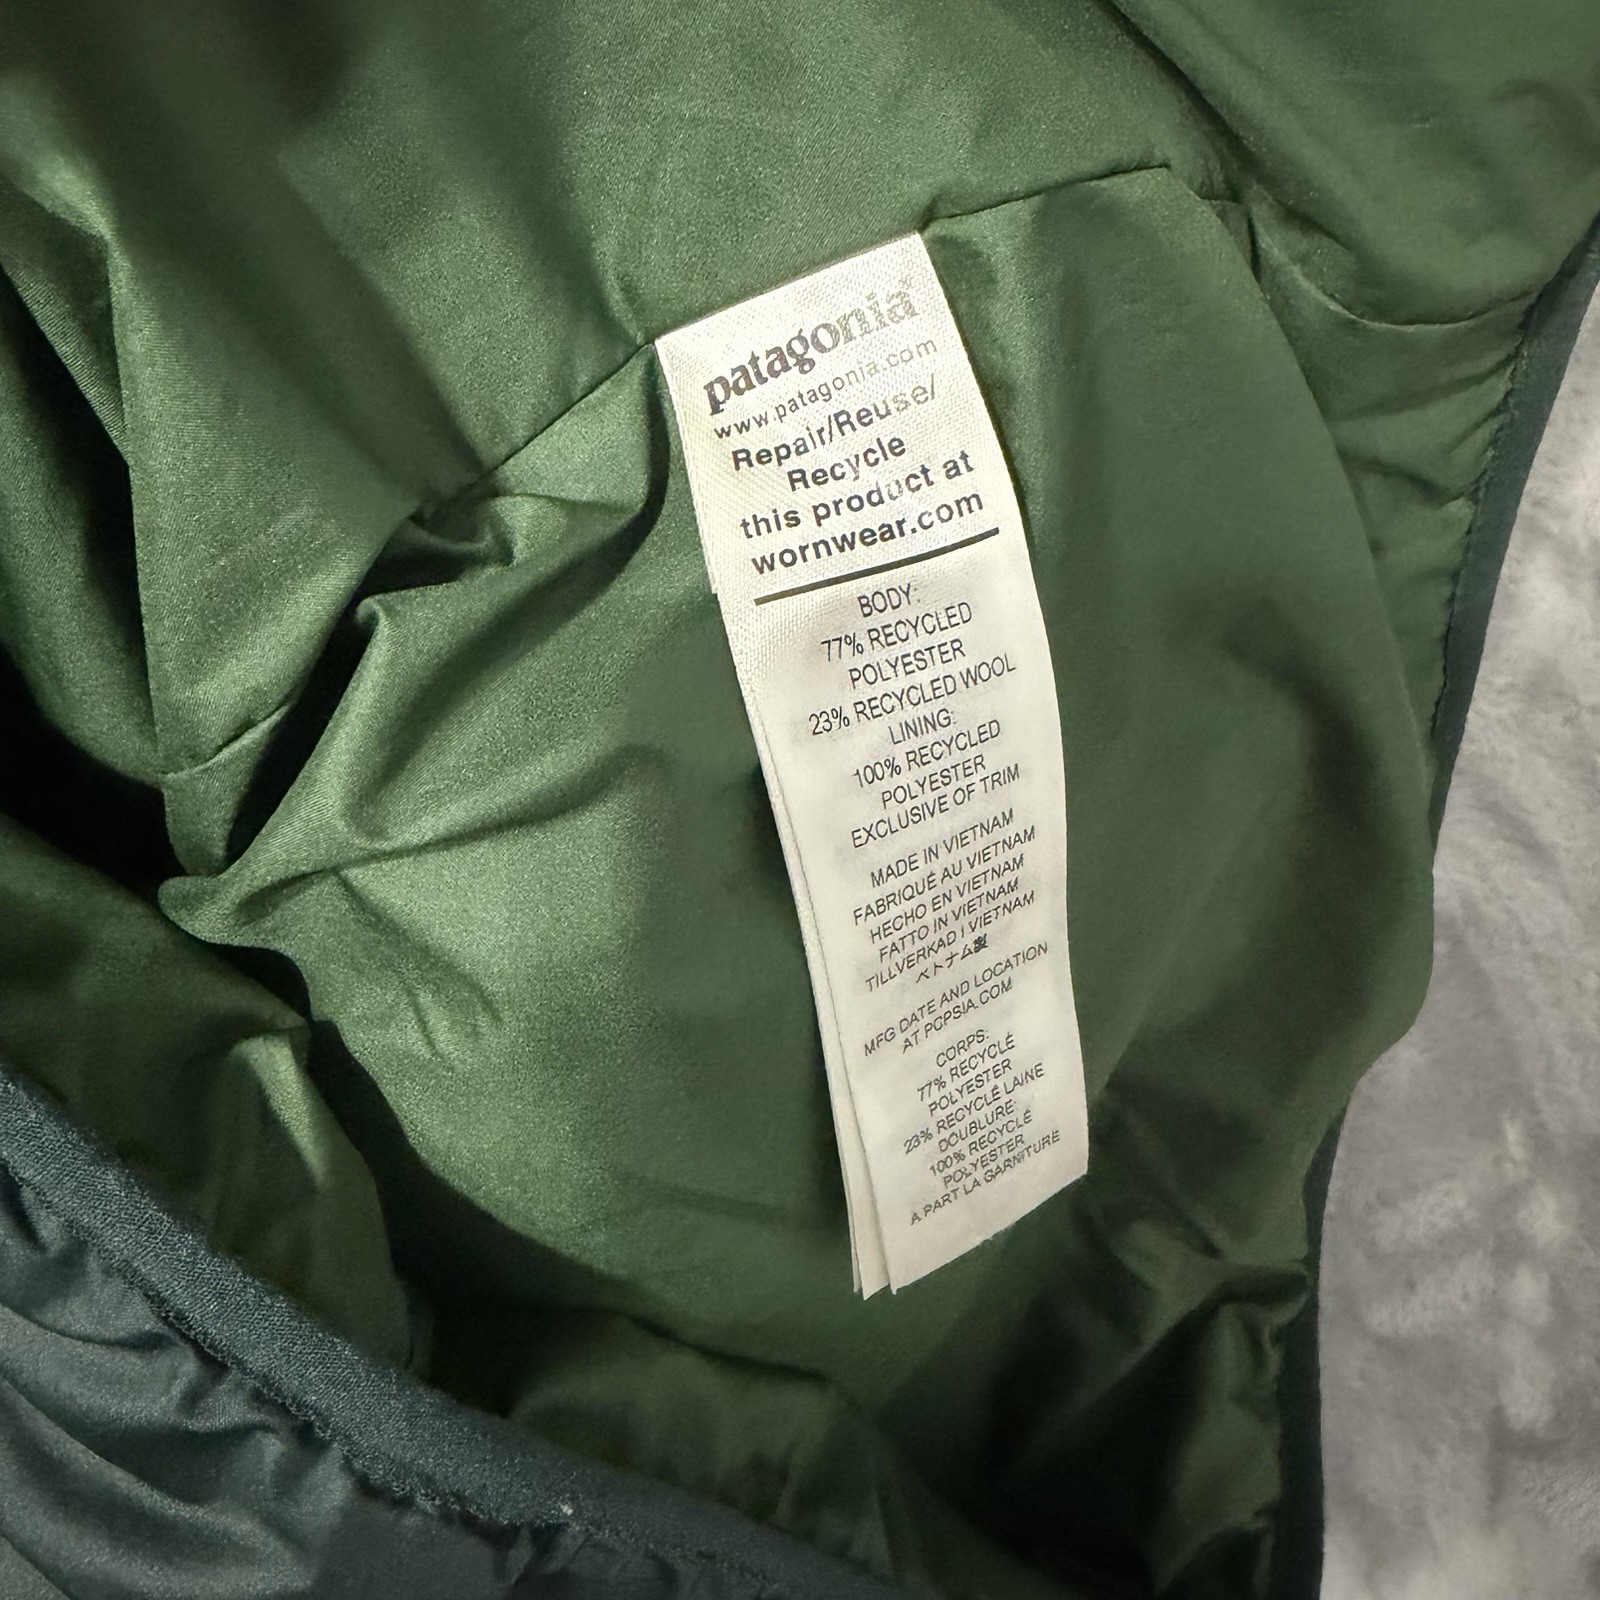 patagonia
www.patagonia.com
Repair/Reuse/
Recycle
this product at
wornwear.com
BODY:
77% RECYCLED
POLYESTER
23% RECYCLED WOOL
LINING:
100% RECYCLED
POLYESTER
EXCLUSIVE OF TRIM
MADE IN VIETNAM
FABRIQUÉ AU VIETNAM
HECHO EN VIETNAM
FATTO IN VIETNAM
TILLVERKAD I VIETNAM
ベトナム製
MFG DATE AND LOCATION
AT PCPSIA.COM
CORPS:
77% RECYCLÉ
POLYESTER
23% RECYCLÉ LAINE
DOUBLURE:
100% RECYCLÉ
POLYESTER
A PART LA GARNITURE